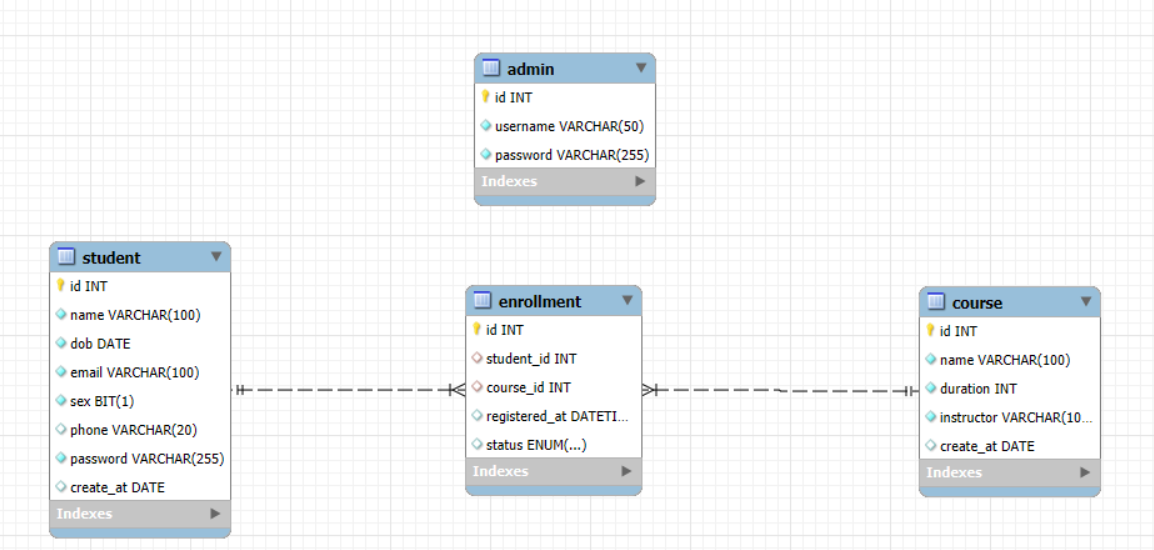 admin
id INT
username VARCHAR(50)
password VARCHAR(255)
Indexes
student
id INT
name VARCHAR(100)
dob DATE
email VARCHAR(100)
sex BIT(1)
phone VARCHAR(20)
password VARCHAR(255)
create_at DATE
Indexes
enrollment
id INT
student_id INT
course_id INT
registered_at DATETI...
status ENUM(...)
Indexes
course
id INT
name VARCHAR(100)
duration INT
instructor VARCHAR(10...
create_at DATE
Indexes